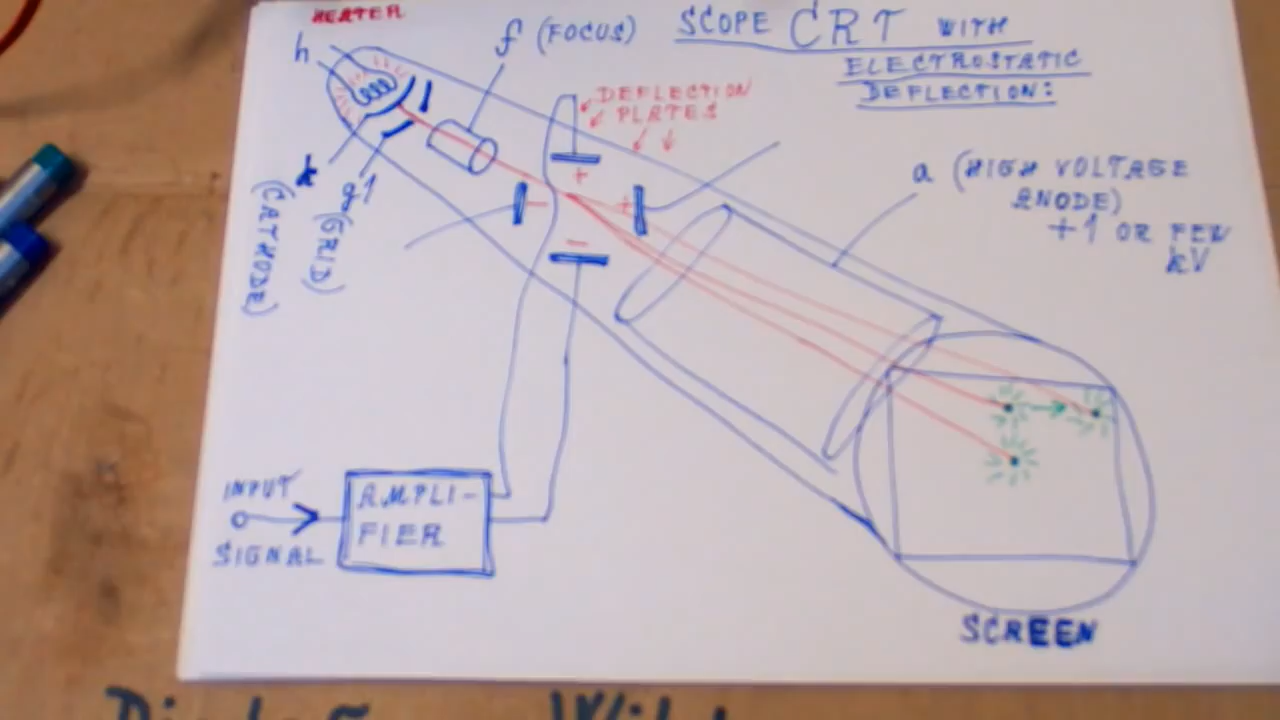 HEATER
h
f (FOCUS)
SCOPE CRT WITH
ELECTROSTATIC
DEFLECTION:
DEFLECTION
PLATES
a (HIGH VOLTAGE
ANODE)
+1 OR FEW
kV
k
(CATHODE)
g1
(GRID)
+
-
+
-
INPUT
SIGNAL
AMPLI-
FIER
SCREEN